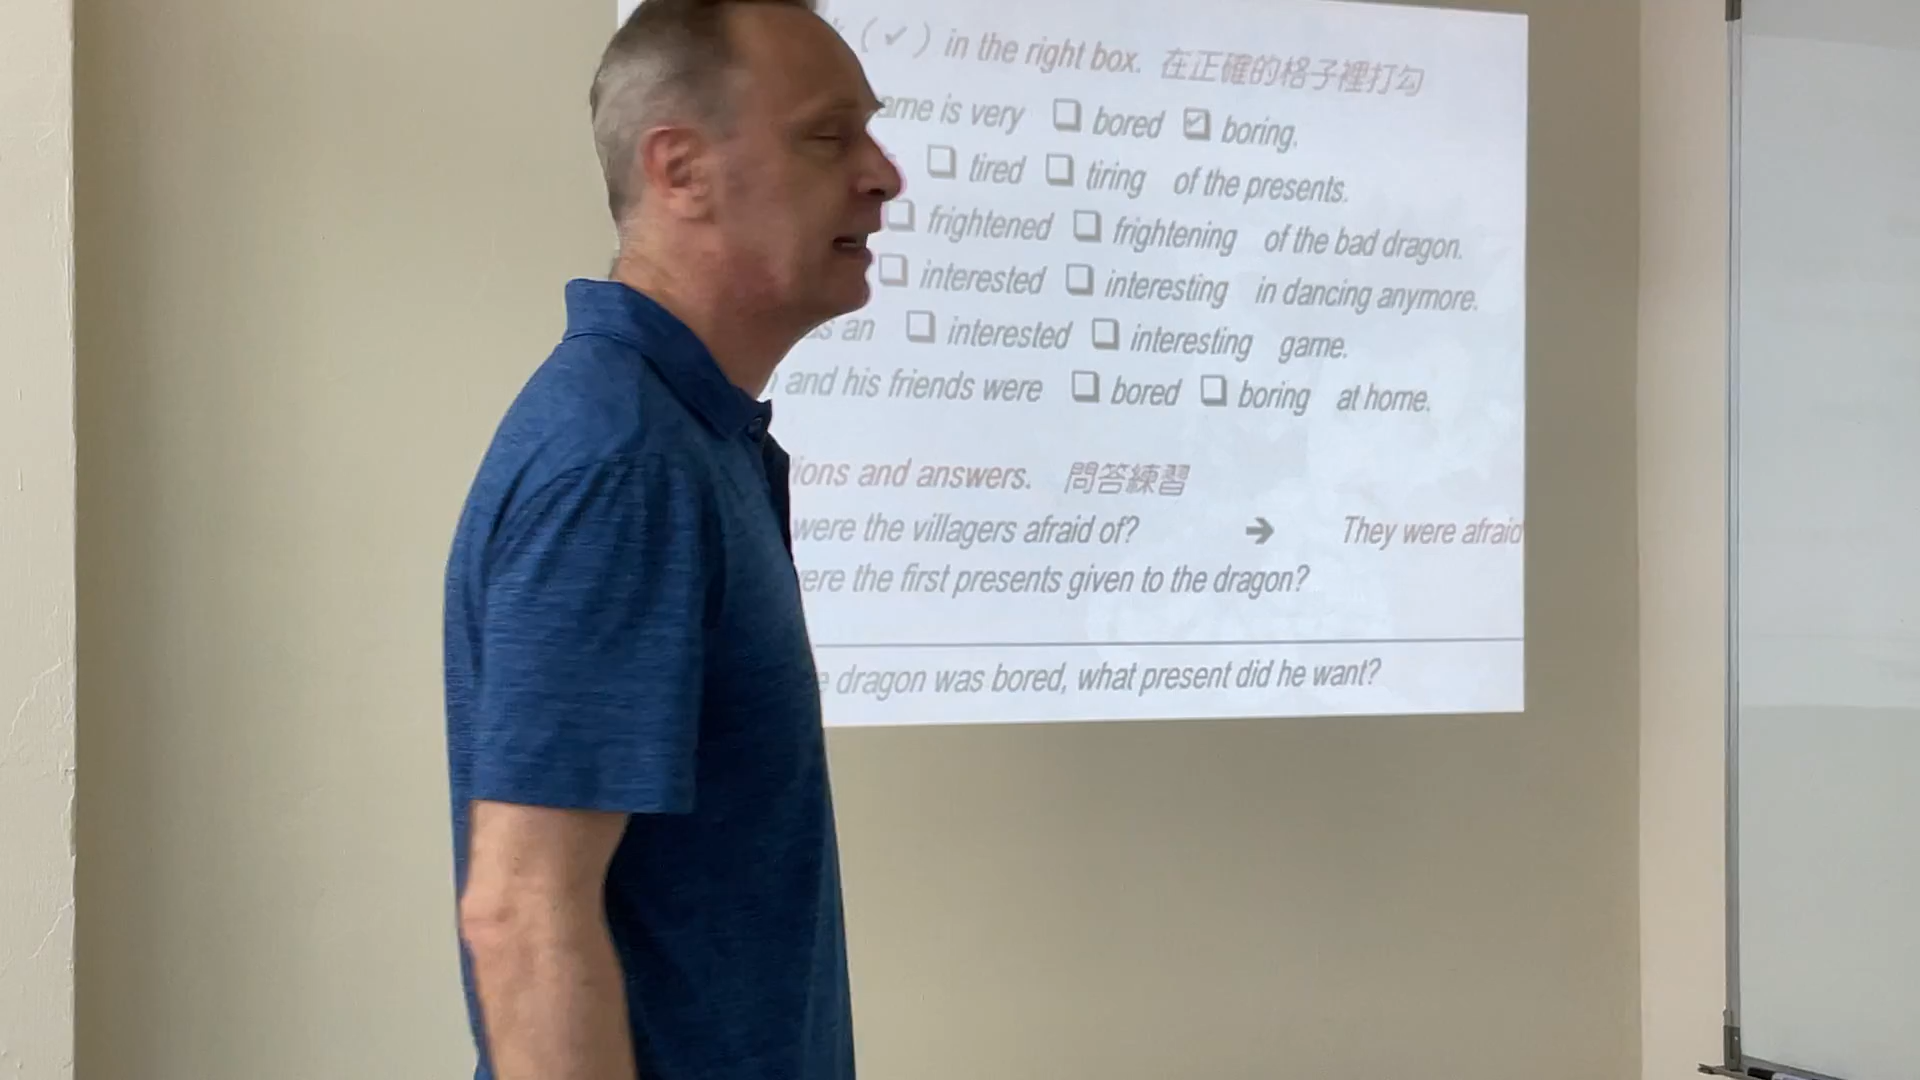 (✓) in the right box. 在正確的格子裡打勾
ame is very ☐ bored ☑ boring.
☐ tired ☐ tiring of the presents.
☐ frightened ☐ frightening of the bad dragon.
☐ interested ☐ interesting in dancing anymore.
as an ☐ interested ☐ interesting game.
and his friends were ☐ bored ☐ boring at home.
ions and answers. 問答練習
were the villagers afraid of? ➔ They were afraid
ere the first presents given to the dragon?
dragon was bored, what present did he want?